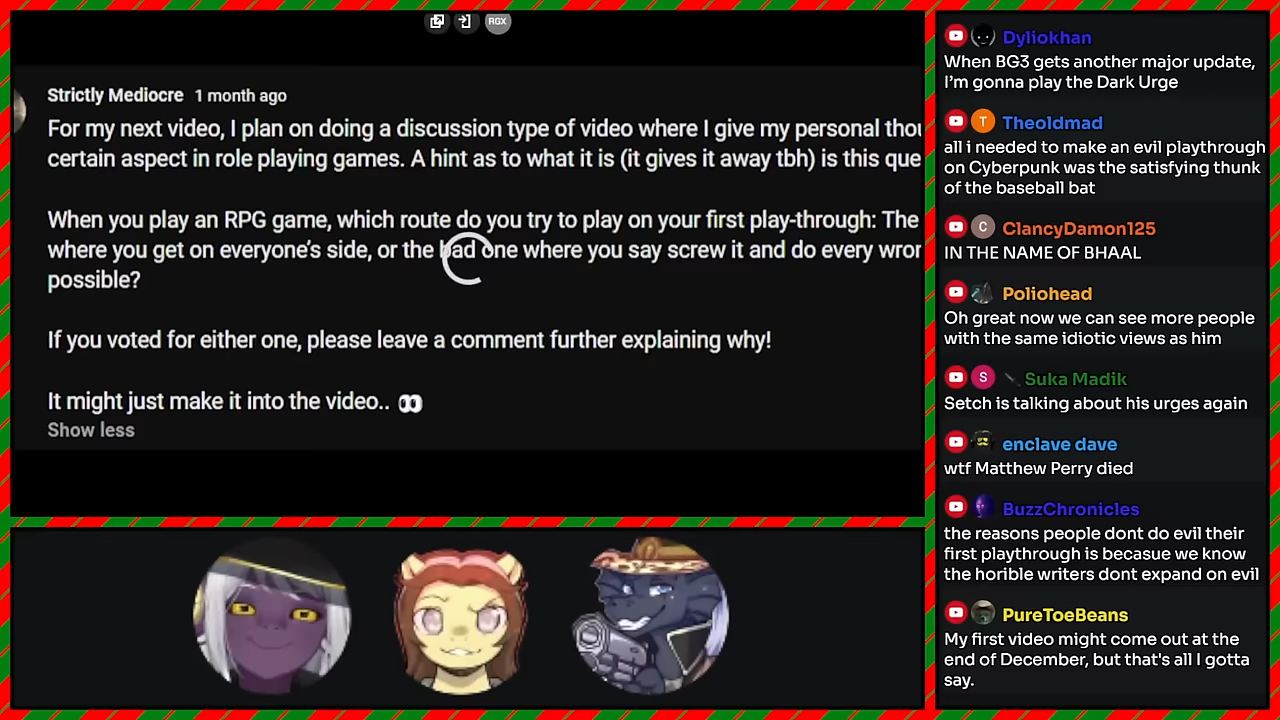 RGX
Strictly Mediocre 1 month ago
For my next video, I plan on doing a discussion type of video where I give my personal thou
certain aspect in role playing games. A hint as to what it is (it gives it away tbh) is this que
When you play an RPG game, which route do you try to play on your first play-through: The
where you get on everyone's side, or the bad one where you say screw it and do every wron
possible?
If you voted for either one, please leave a comment further explaining why!
It might just make it into the video.. 👀
Show less
Dyliokhan
When BG3 gets another major update,
I'm gonna play the Dark Urge
T Theoldmad
all i needed to make an evil playthrough
on Cyberpunk was the satisfying thunk
of the baseball bat
C ClancyDamon125
IN THE NAME OF BHAAL
Poliohead
Oh great now we can see more people
with the same idiotic views as him
S Suka Madik
Setch is talking about his urges again
enclave dave
wtf Matthew Perry died
BuzzChronicles
the reasons people dont do evil their
first playthrough is becasue we know
the horrible writers dont expand on evil
PureToeBeans
My first video might come out at the
end of December, but that's all I gotta
say.